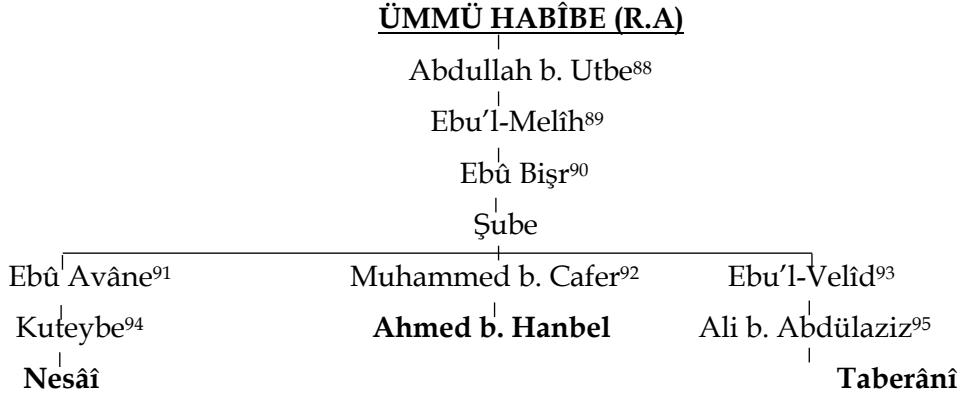 ÜMMÜ HABÎBE (R.A)
Abdullah b. Utbe88
Ebu’l-Melîh89
Ebû Bişr90
Şube
Ebû Avâne91 Muhammed b. Cafer92 Ebu’l-Velîd93
Kuteybe94 Ahmed b. Hanbel Ali b. Abdülaziz95
Nesâî Taberânî